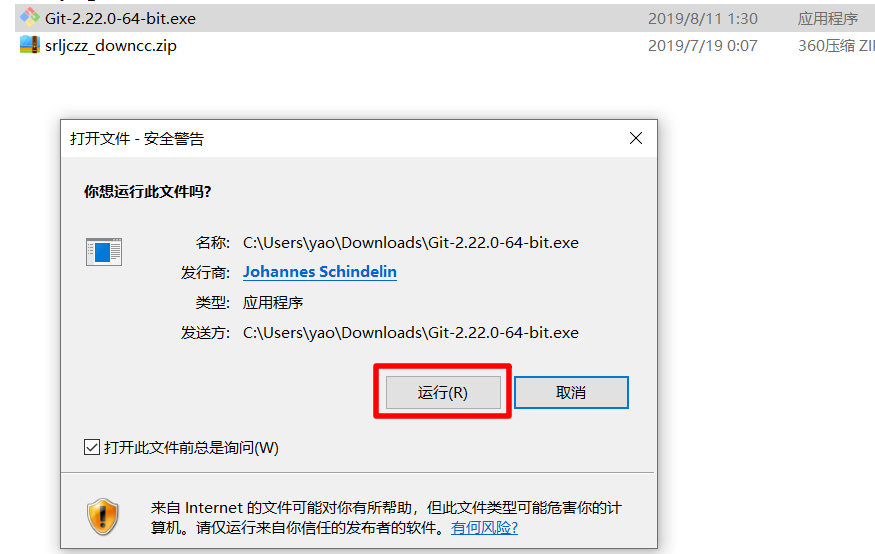 Git-2.22.0-64-bit.exe 2019/8/11 1:30 应用程序
srljczz_downcc.zip 2019/7/19 0:07 360压缩 ZI
打开文件 - 安全警告
你想运行此文件吗?
名称: C:\Users\yao\Downloads\Git-2.22.0-64-bit.exe
发行商: Johannes Schindelin
类型: 应用程序
发送方: C:\Users\yao\Downloads\Git-2.22.0-64-bit.exe
运行(R) 取消
打开此文件前总是询问(W)
来自 Internet 的文件可能对你有所帮助，但此文件类型可能危害你的计
算机。请仅运行来自你信任的发布者的软件。有何风险?